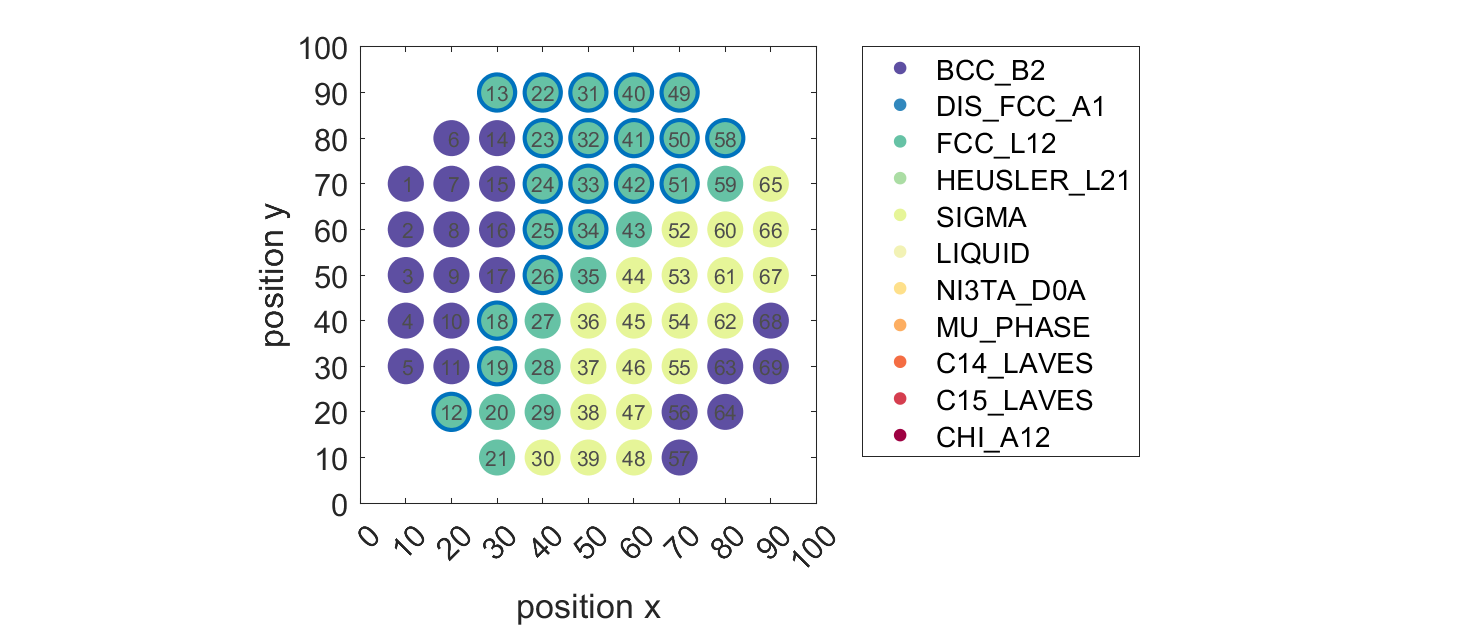 100
90 13 22 31 40 49
80 6 14 23 32 41 50 58
70 1 7 15 24 33 42 51 59 65
60 2 8 16 25 34 43 52 60 66
50 3 9 17 26 35 44 53 61 67
40 4 10 18 27 36 45 54 62 68
30 5 11 19 28 37 46 55 63 69
20 12 20 29 38 47 56 64
10 21 30 39 48 57
0
position y
0 10 20 30 40 50 60 70 80 90 100
position x
BCC_B2
DIS_FCC_A1
FCC_L12
HEUSLER_L21
SIGMA
LIQUID
NI3TA_D0A
MU_PHASE
C14_LAVES
C15_LAVES
CHI_A12